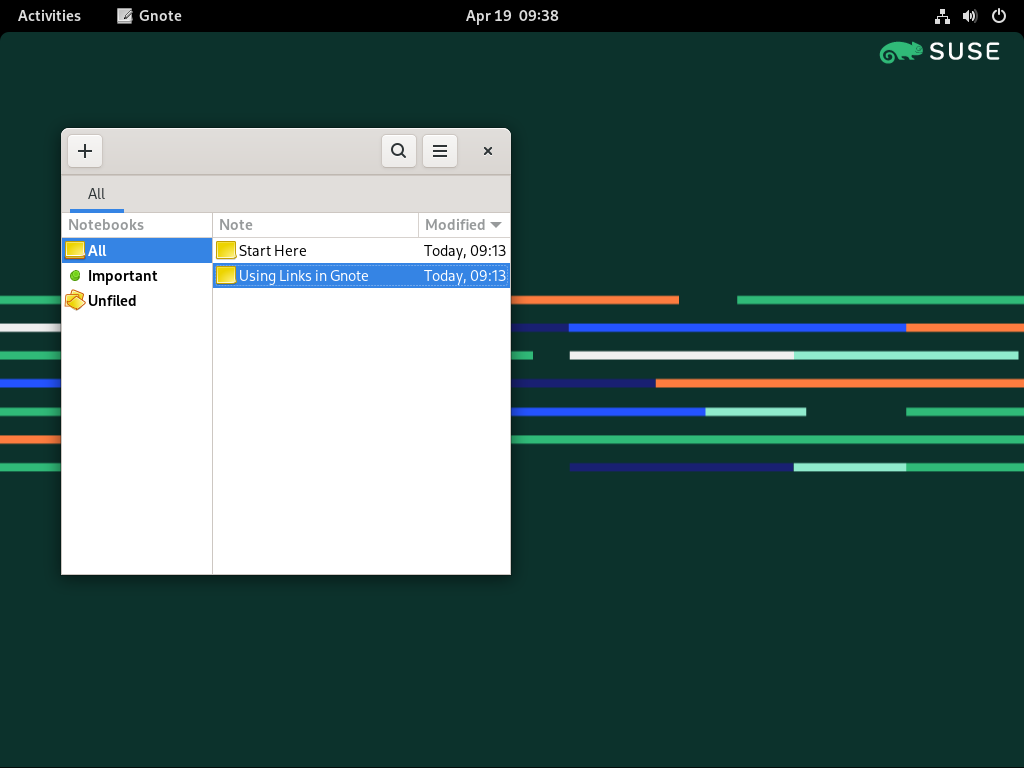 Activities Gnote Apr 19 09:38
SUSE
All
Notebooks Note Modified
All Start Here Today, 09:13
Important Using Links in Gnote Today, 09:13
Unfiled